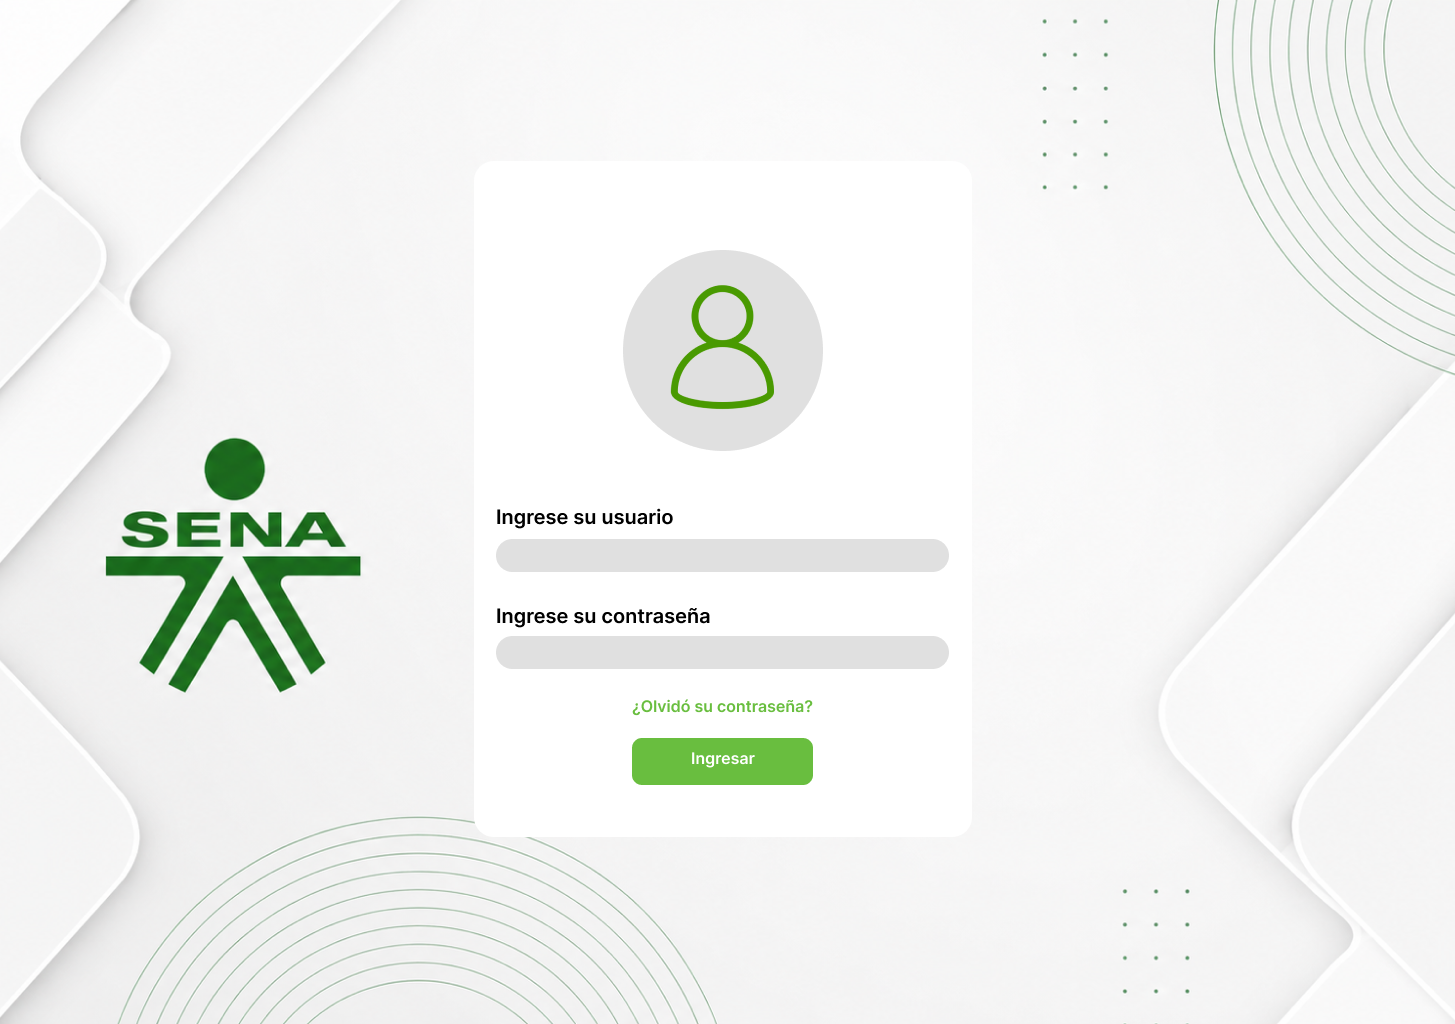 SENA
Ingrese su usuario
Ingrese su contraseña
¿Olvidó su contraseña?
Ingresar